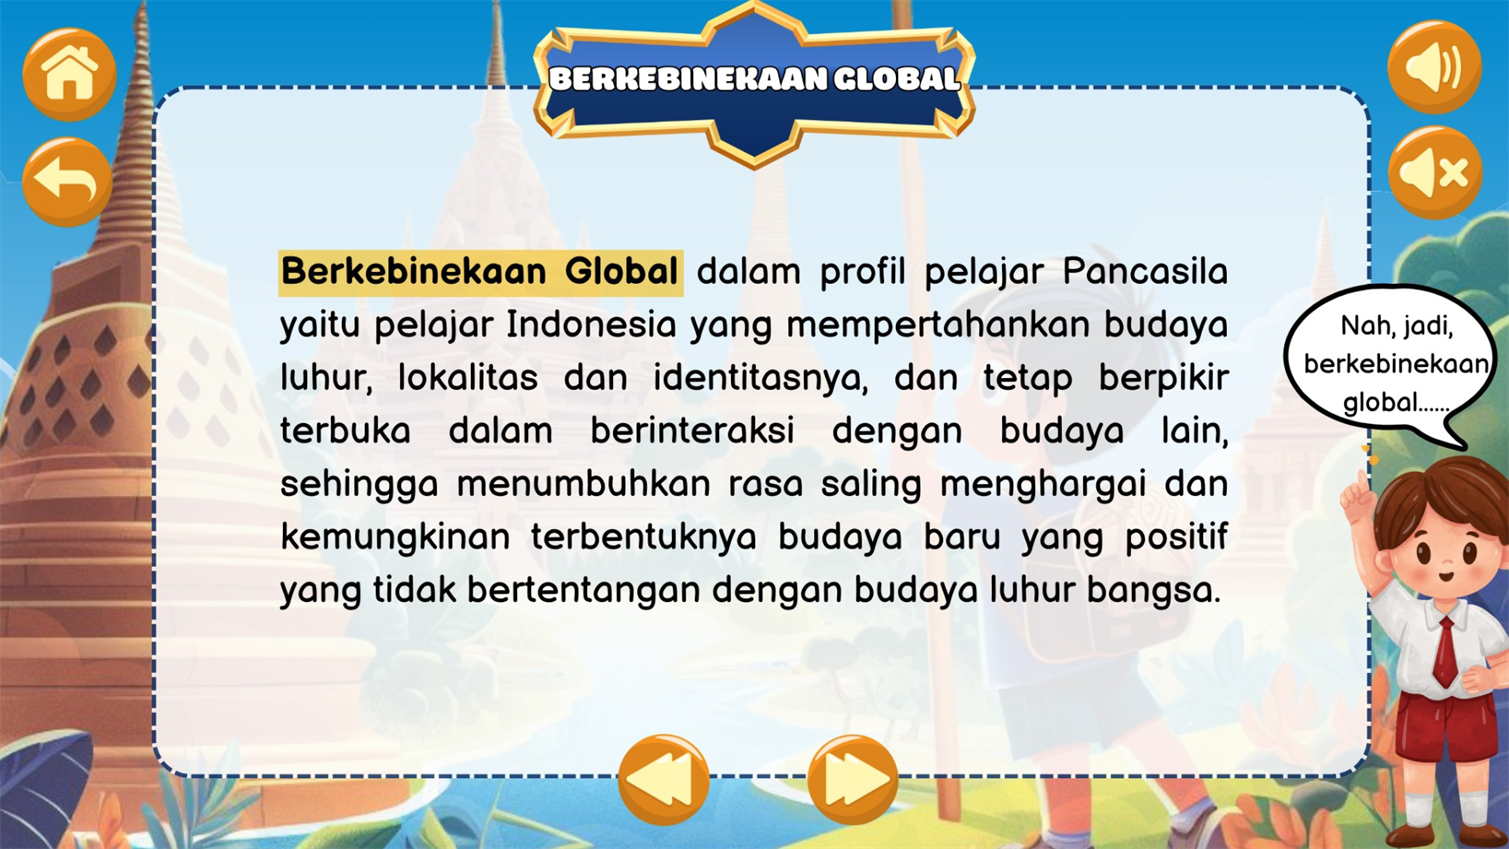 BERKEBINEKAAN GLOBAL
Berkebinekaan Global dalam profil pelajar Pancasila
yaitu pelajar Indonesia yang mempertahankan budaya
luhur, lokalitas dan identitasnya, dan tetap berpikir
terbuka dalam berinteraksi dengan budaya lain,
sehingga menumbuhkan rasa saling menghargai dan
kemungkinan terbentuknya budaya baru yang positif
yang tidak bertentangan dengan budaya luhur bangsa.
Nah, jadi,
berkebinekaan
global......